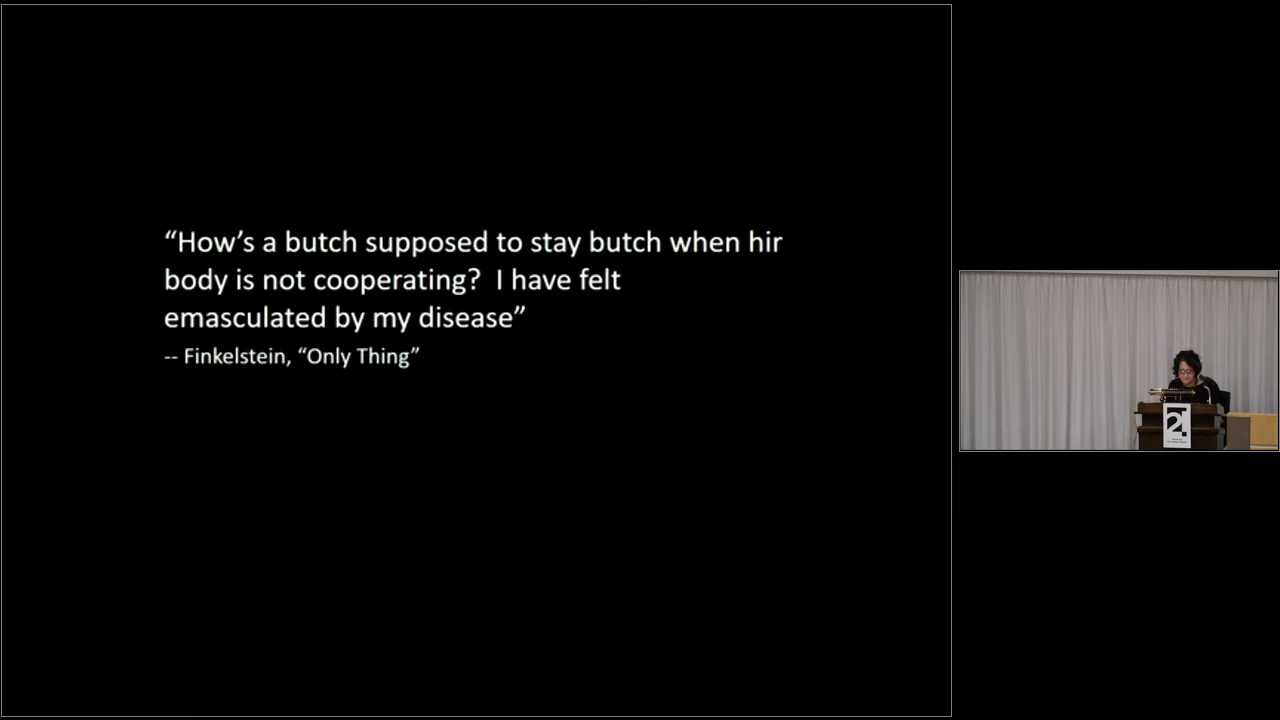 “How’s a butch supposed to stay butch when hir
body is not cooperating?  I have felt
emasculated by my disease”
-- Finkelstein, “Only Thing”
2